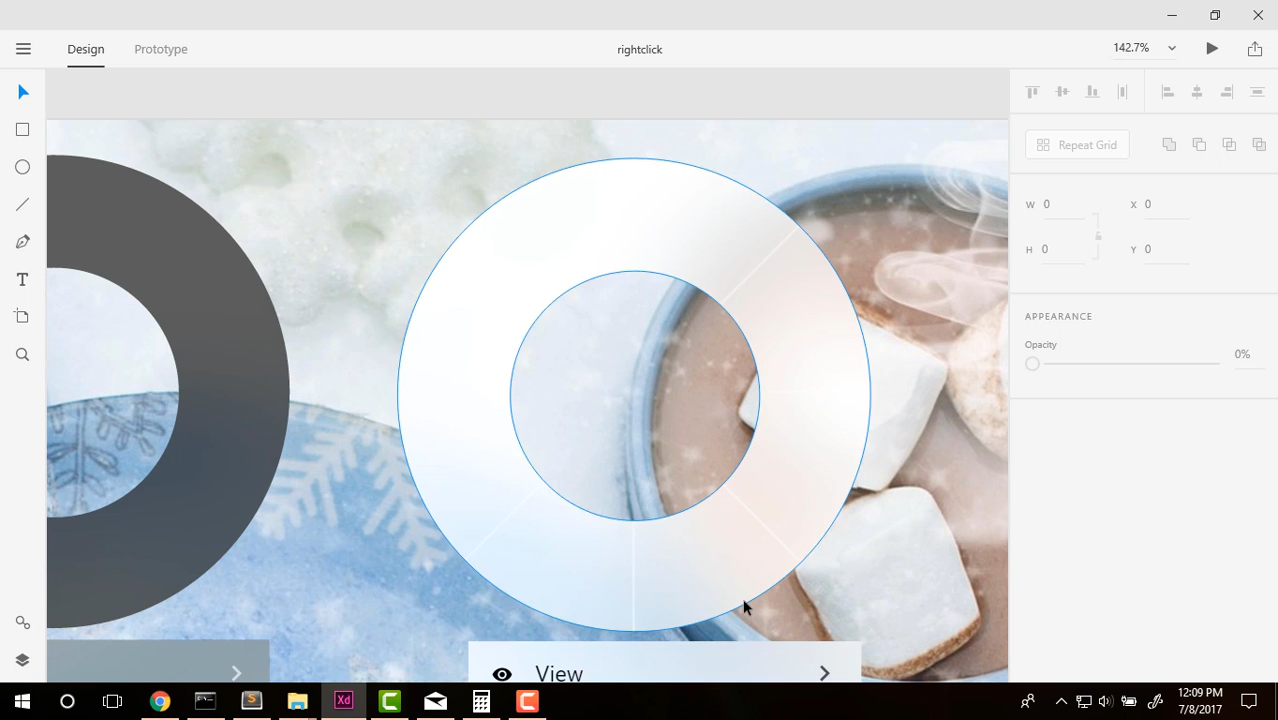 Design
Prototype
rightclick
142.7%
Repeat Grid
W 0
X 0
H 0
Y 0
APPEARANCE
Opacity
0%
View
Xd
12:09 PM
7/8/2017